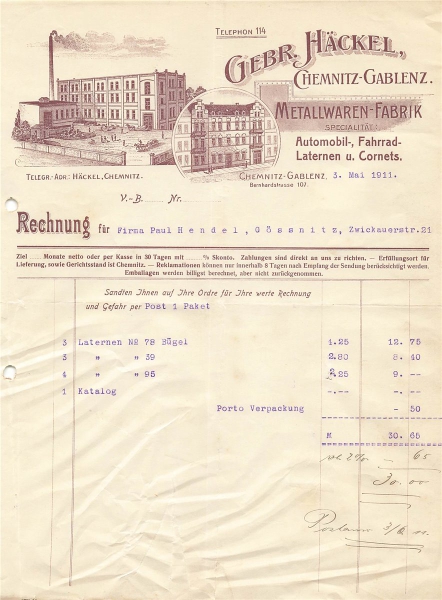 TELEPHON 114
GEBR. HÄCKEL,
CHEMNITZ-GABLENZ.
METALLWAREN-FABRIK
SPECIALITÄT:
Automobil-, Fahrrad-
Laternen u. Cornets.
TELEGR.-ADR: HÄCKEL, CHEMNITZ.
CHEMNITZ-GABLENZ, 3. Mai 1911.
Bernhardstrasse 107.
V.-B. Nr.
Rechnung für Firma Paul Hendel, Gössnitz, Zwickauerstr.21
Ziel Monate netto oder per Kasse in 30 Tagen mit % Skonto. Zahlungen sind direkt an uns zu richten. — Erfüllungsort für
Lieferung, sowie Gerichtsstand ist Chemnitz. — Reklamationen können nur innerhalb 8 Tagen nach Empfang der Sendung berücksichtigt werden.
Emballagen werden billigst berechnet, aber nicht zurückgenommen.
Sandten Ihnen auf Ihre Ordre für Ihre werte Rechnung
und Gefahr per Post 1 Paket
3 Laternen № 78 Bügel 4.25 12. 75
3 " " 39 2.80 8. 40
4 " " 95 2.25 9. --
1 Katalog -.-- -. --
Porto Verpackung - 50
M 30. 65
2% - 65
30.00
3/6 11.